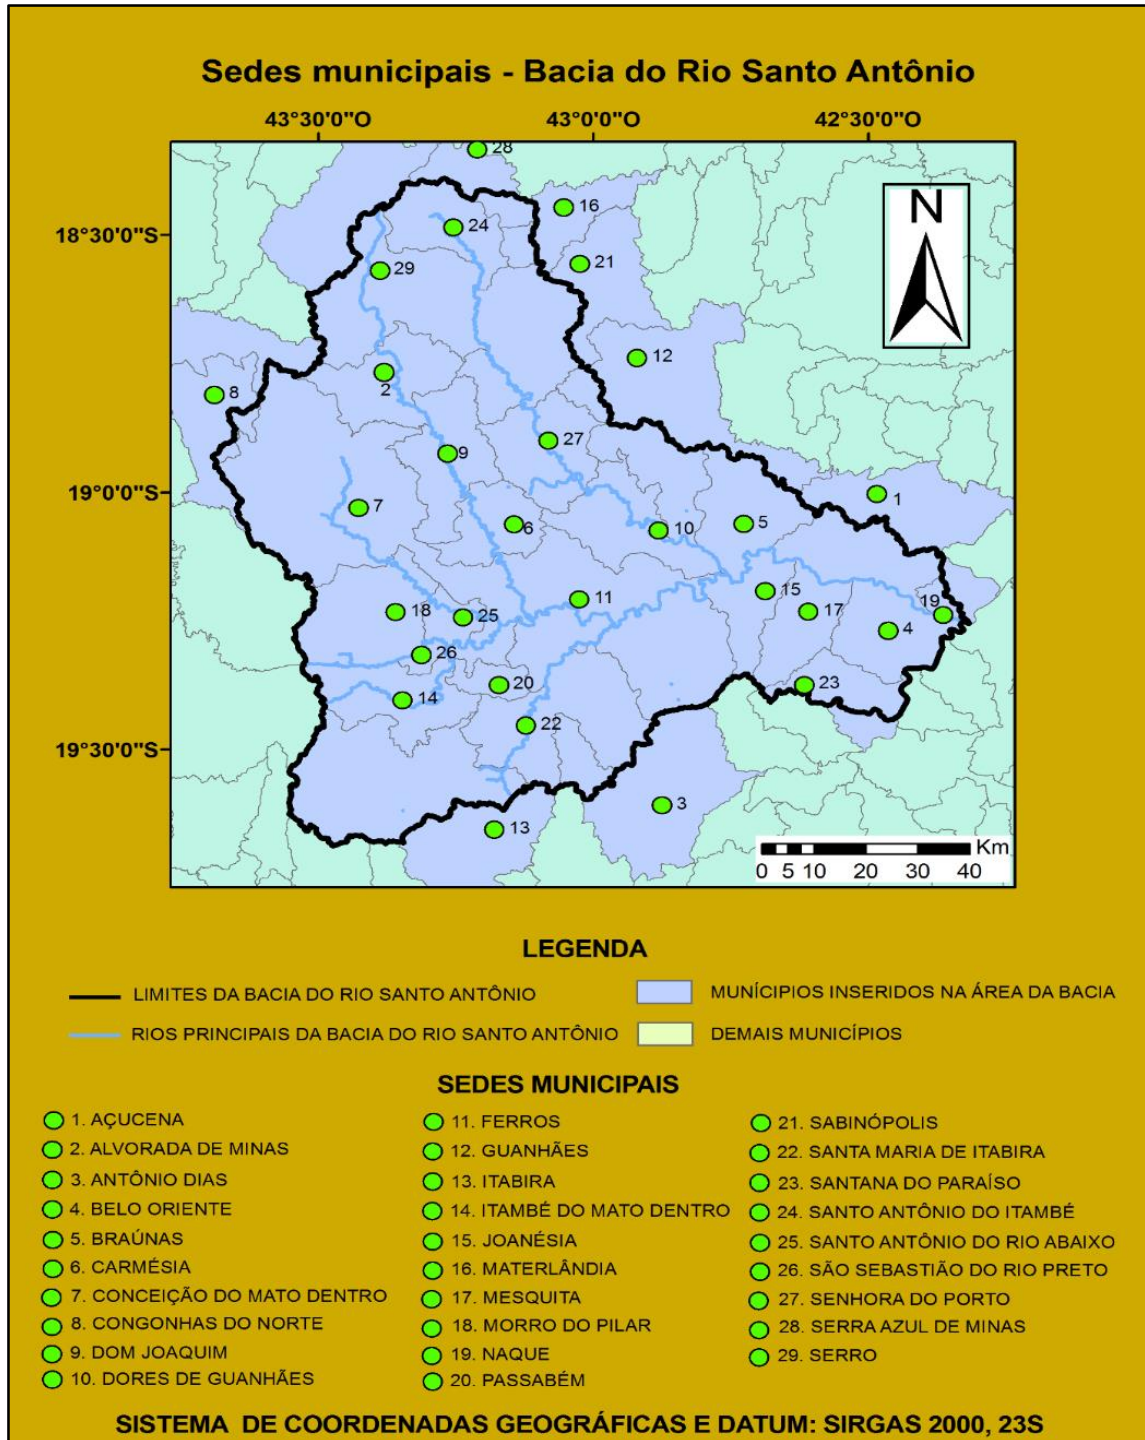 Sedes municipais - Bacia do Rio Santo Antônio
43°30'0"O 43°0'0"O 42°30'0"O
28
16
18°30'0"S
24
21
29
N
12
2
8
27
9
19°0'0"S
1
7
6
10
5
15
11
19
18
25
17
4
26
20
23
14
22
19°30'0"S
3
13
Km
0 5 10 20 30 40
LEGENDA
LIMITES DA BACIA DO RIO SANTO ANTÔNIO
MUNÍCIPIOS INSERIDOS NA ÁREA DA BACIA
RIOS PRINCIPAIS DA BACIA DO RIO SANTO ANTÔNIO
DEMAIS MUNICÍPIOS
SEDES MUNICIPAIS
1. AÇUCENA
2. ALVORADA DE MINAS
3. ANTÔNIO DIAS
4. BELO ORIENTE
5. BRAÚNAS
6. CARMÉSIA
7. CONCEIÇÃO DO MATO DENTRO
8. CONGONHAS DO NORTE
9. DOM JOAQUIM
10. DORES DE GUANHÃES
11. FERROS
12. GUANHÃES
13. ITABIRA
14. ITAMBÉ DO MATO DENTRO
15. JOANÉSIA
16. MATERLÂNDIA
17. MESQUITA
18. MORRO DO PILAR
19. NAQUE
20. PASSABÉM
21. SABINÓPOLIS
22. SANTA MARIA DE ITABIRA
23. SANTANA DO PARAÍSO
24. SANTO ANTÔNIO DO ITAMBÉ
25. SANTO ANTÔNIO DO RIO ABAIXO
26. SÃO SEBASTIÃO DO RIO PRETO
27. SENHORA DO PORTO
28. SERRA AZUL DE MINAS
29. SERRO
SISTEMA DE COORDENADAS GEOGRÁFICAS E DATUM: SIRGAS 2000, 23S